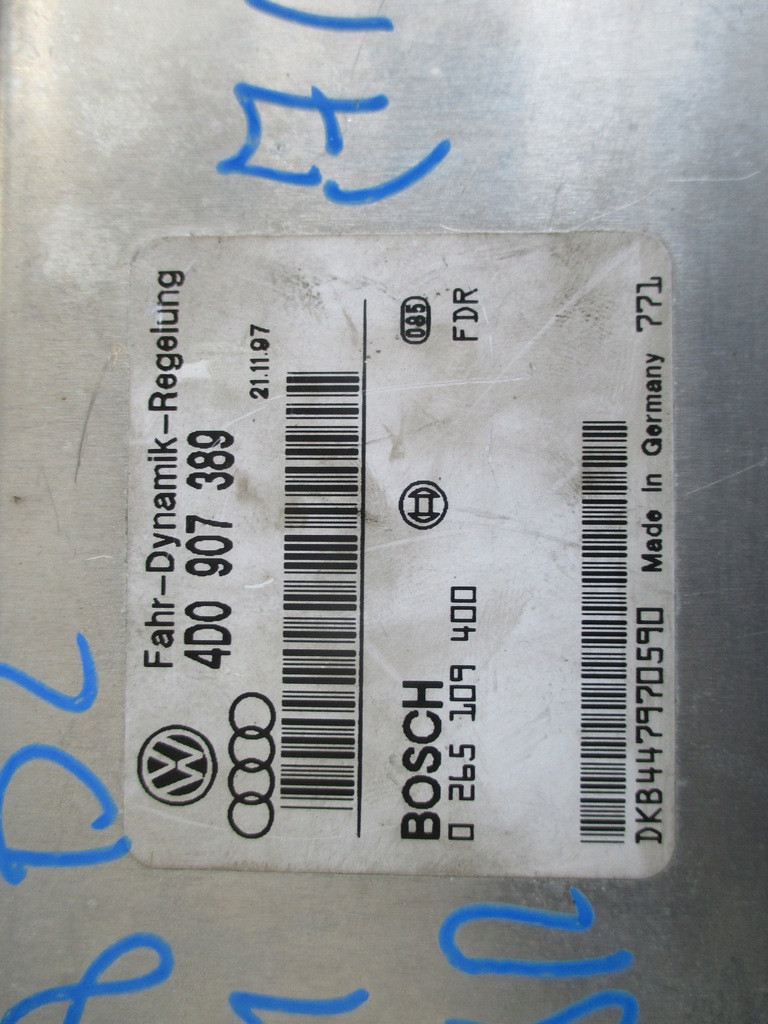 Fahr-Dynamik-Regelung
4D0 907 389
21.11.97
BOSCH
0 265 109 400
085
FDR
DKB447970590 Made in Germany 771